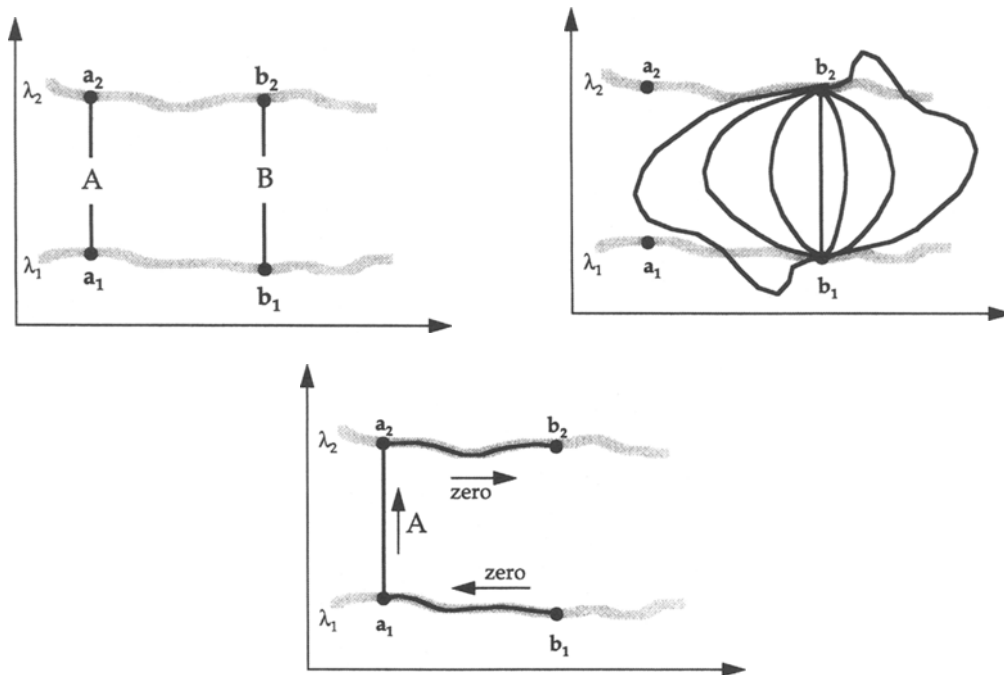 a₂ b₂
λ₂
A B
λ₁
a₁ b₁
a₂ b₂
λ₂
λ₁
a₁ b₁
a₂ b₂
λ₂
zero
A
zero
λ₁
a₁ b₁